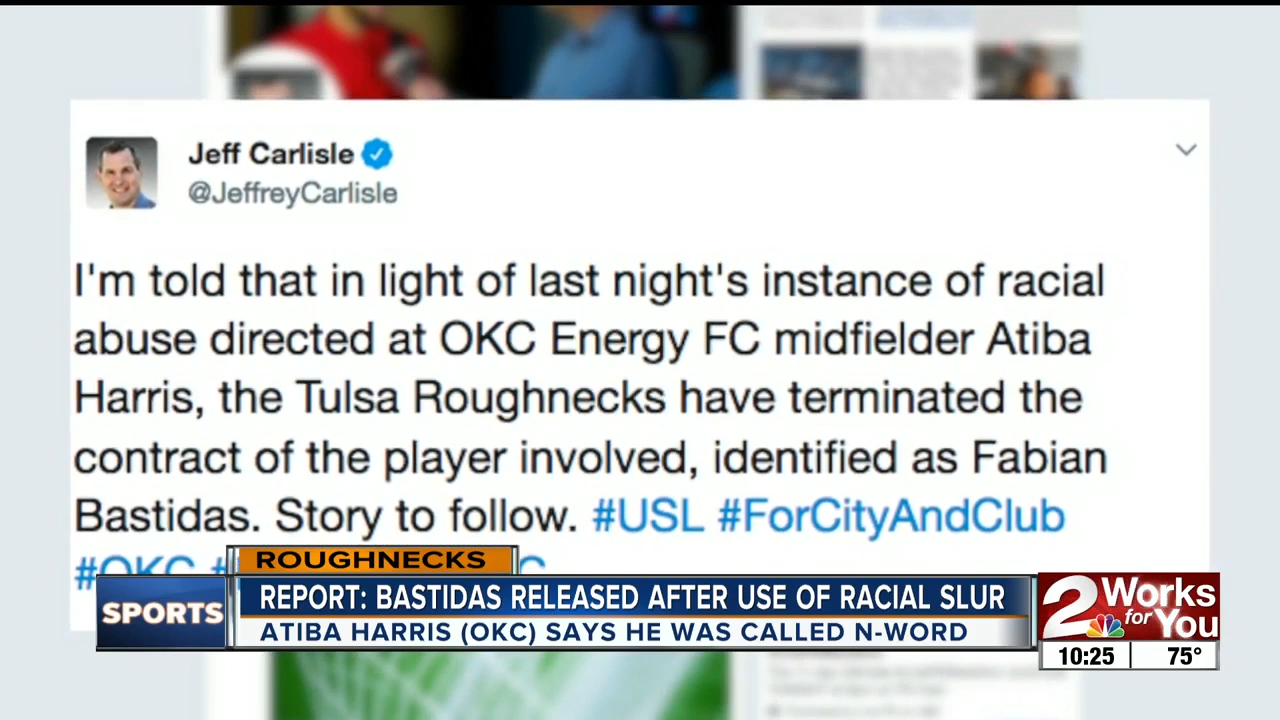 Jeff Carlisle
@JeffreyCarlisle
I'm told that in light of last night's instance of racial
abuse directed at OKC Energy FC midfielder Atiba
Harris, the Tulsa Roughnecks have terminated the
contract of the player involved, identified as Fabian
Bastidas. Story to follow. #USL #ForCityAndClub
#OKC
ROUGHNECKS
SPORTS
REPORT: BASTIDAS RELEASED AFTER USE OF RACIAL SLUR
ATIBA HARRIS (OKC) SAYS HE WAS CALLED N-WORD
2 Works
for You
10:25 75°